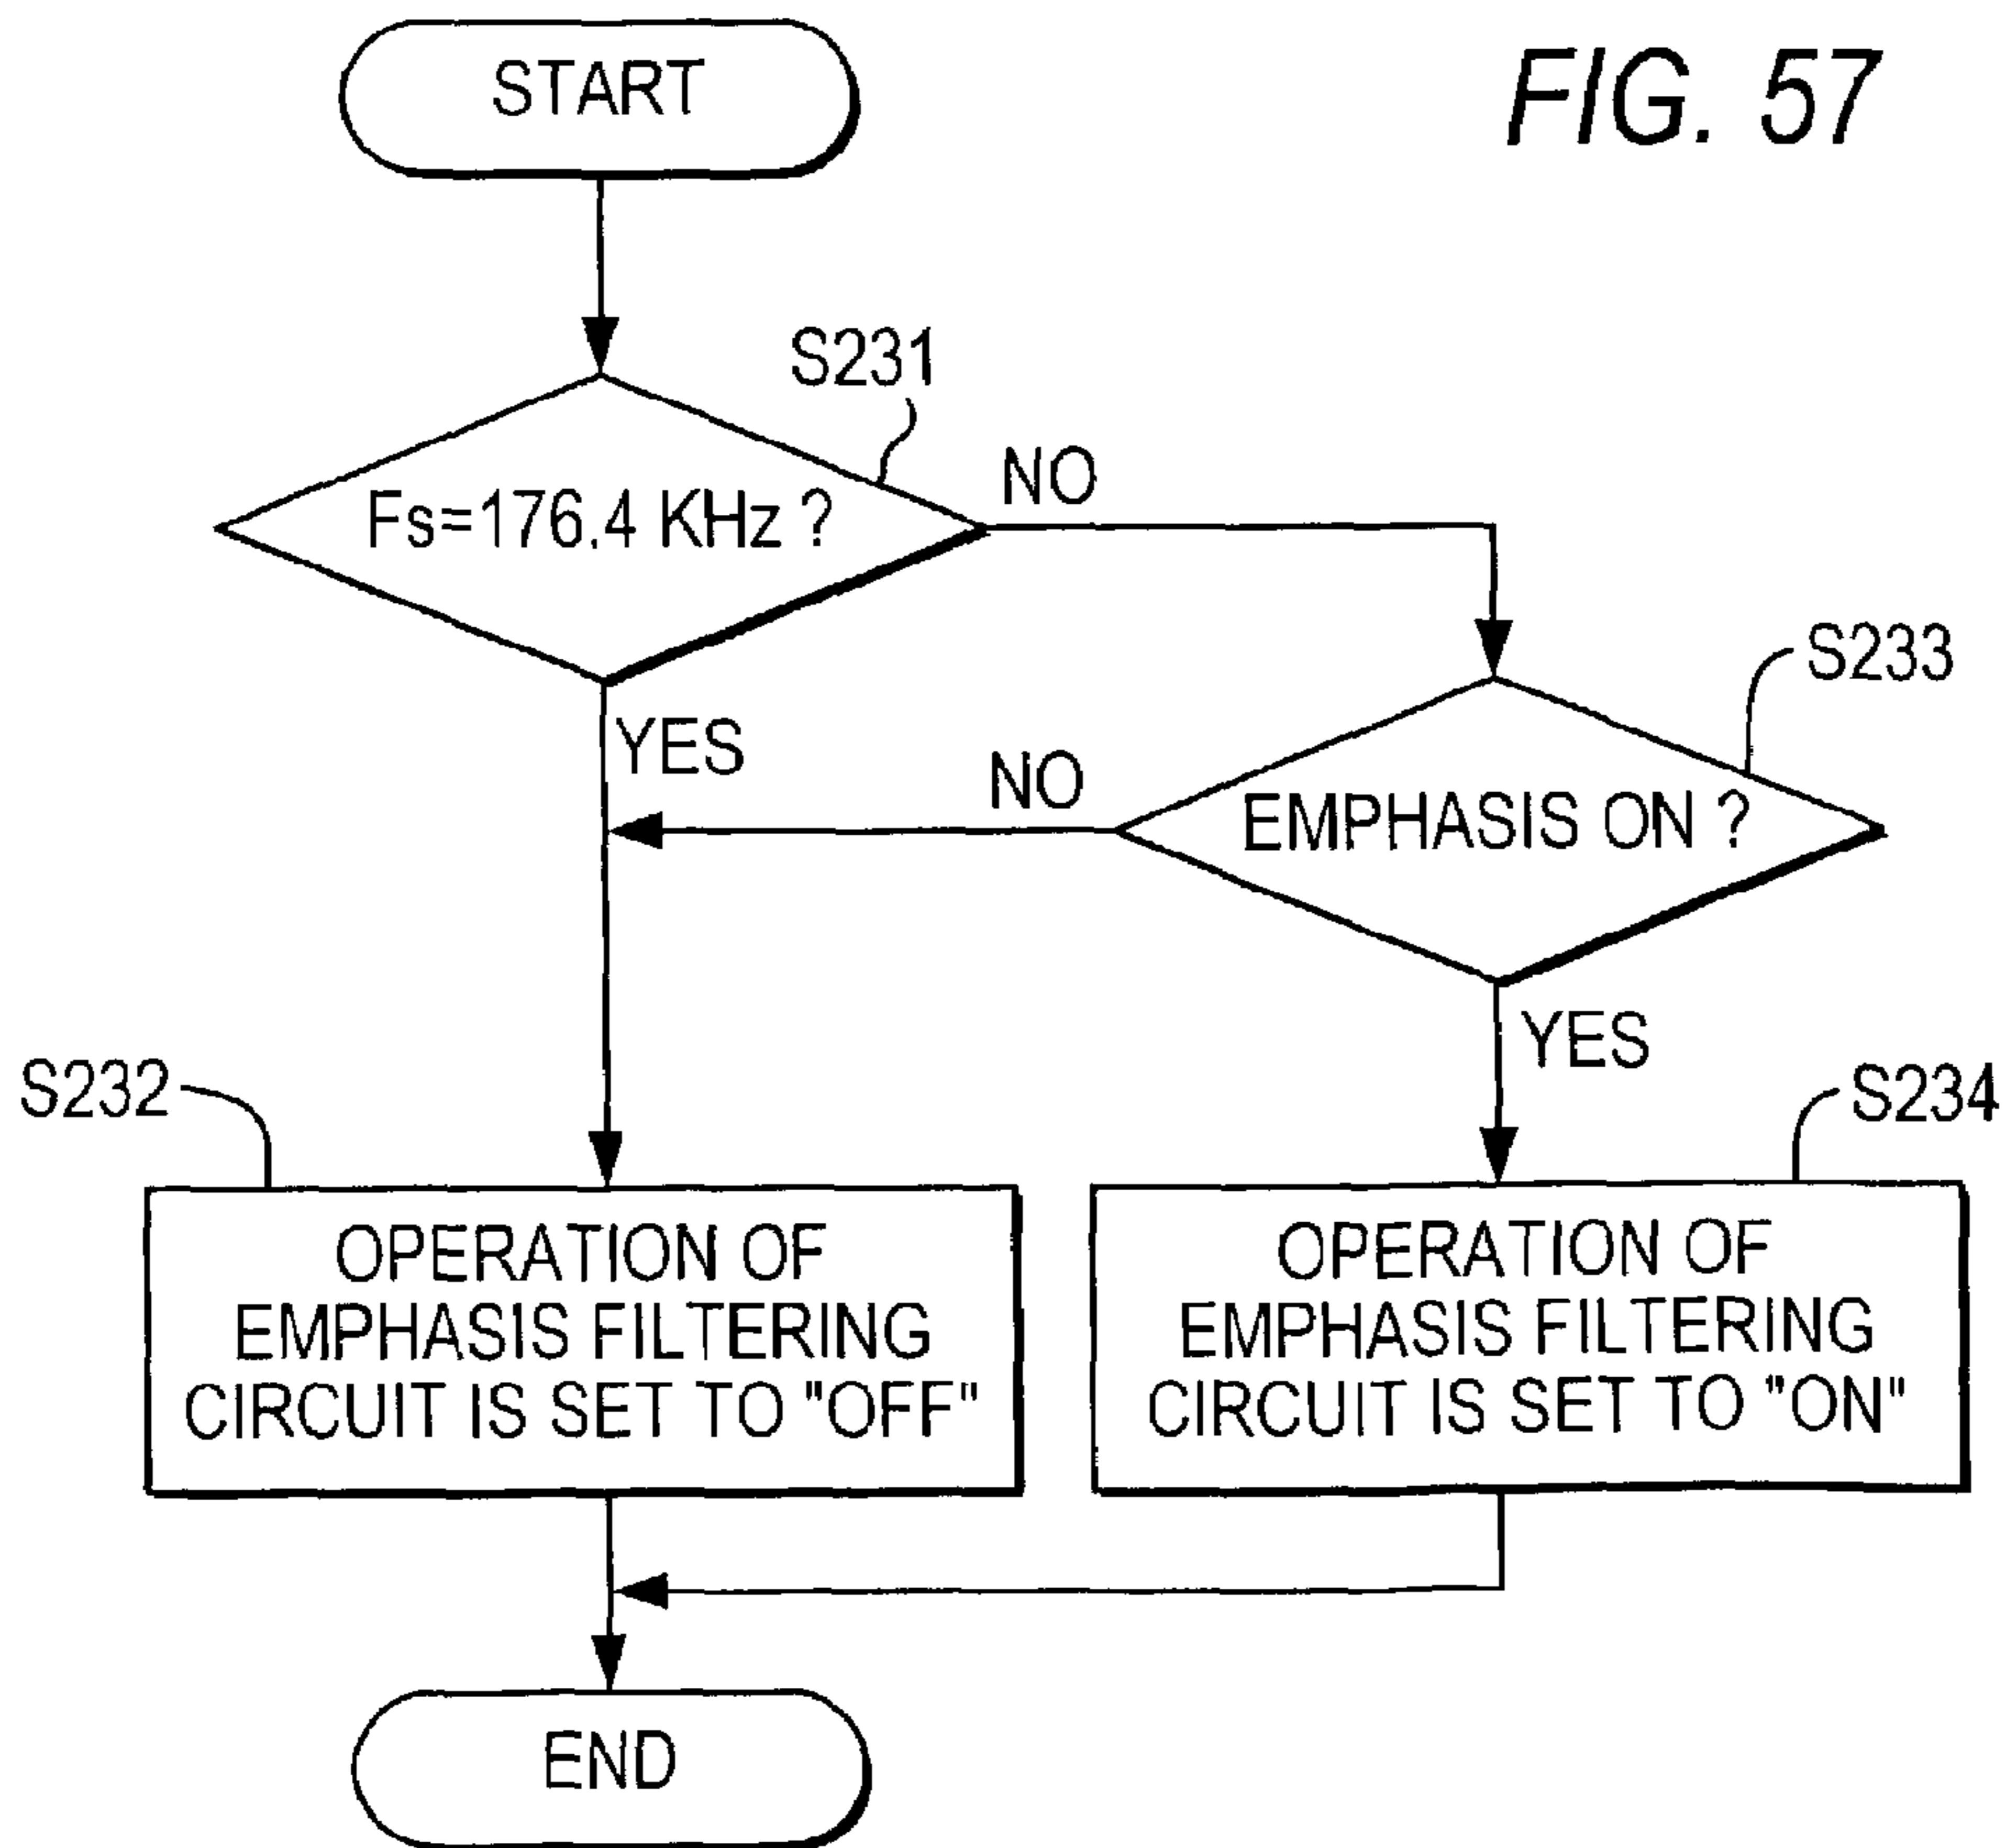 FIG. 57
START
S231
Fs=176.4 KHz ?
NO
YES
S233
EMPHASIS ON ?
NO
YES
S232
OPERATION OF
EMPHASIS FILTERING
CIRCUIT IS SET TO "OFF"
S234
OPERATION OF
EMPHASIS FILTERING
CIRCUIT IS SET TO "ON"
END